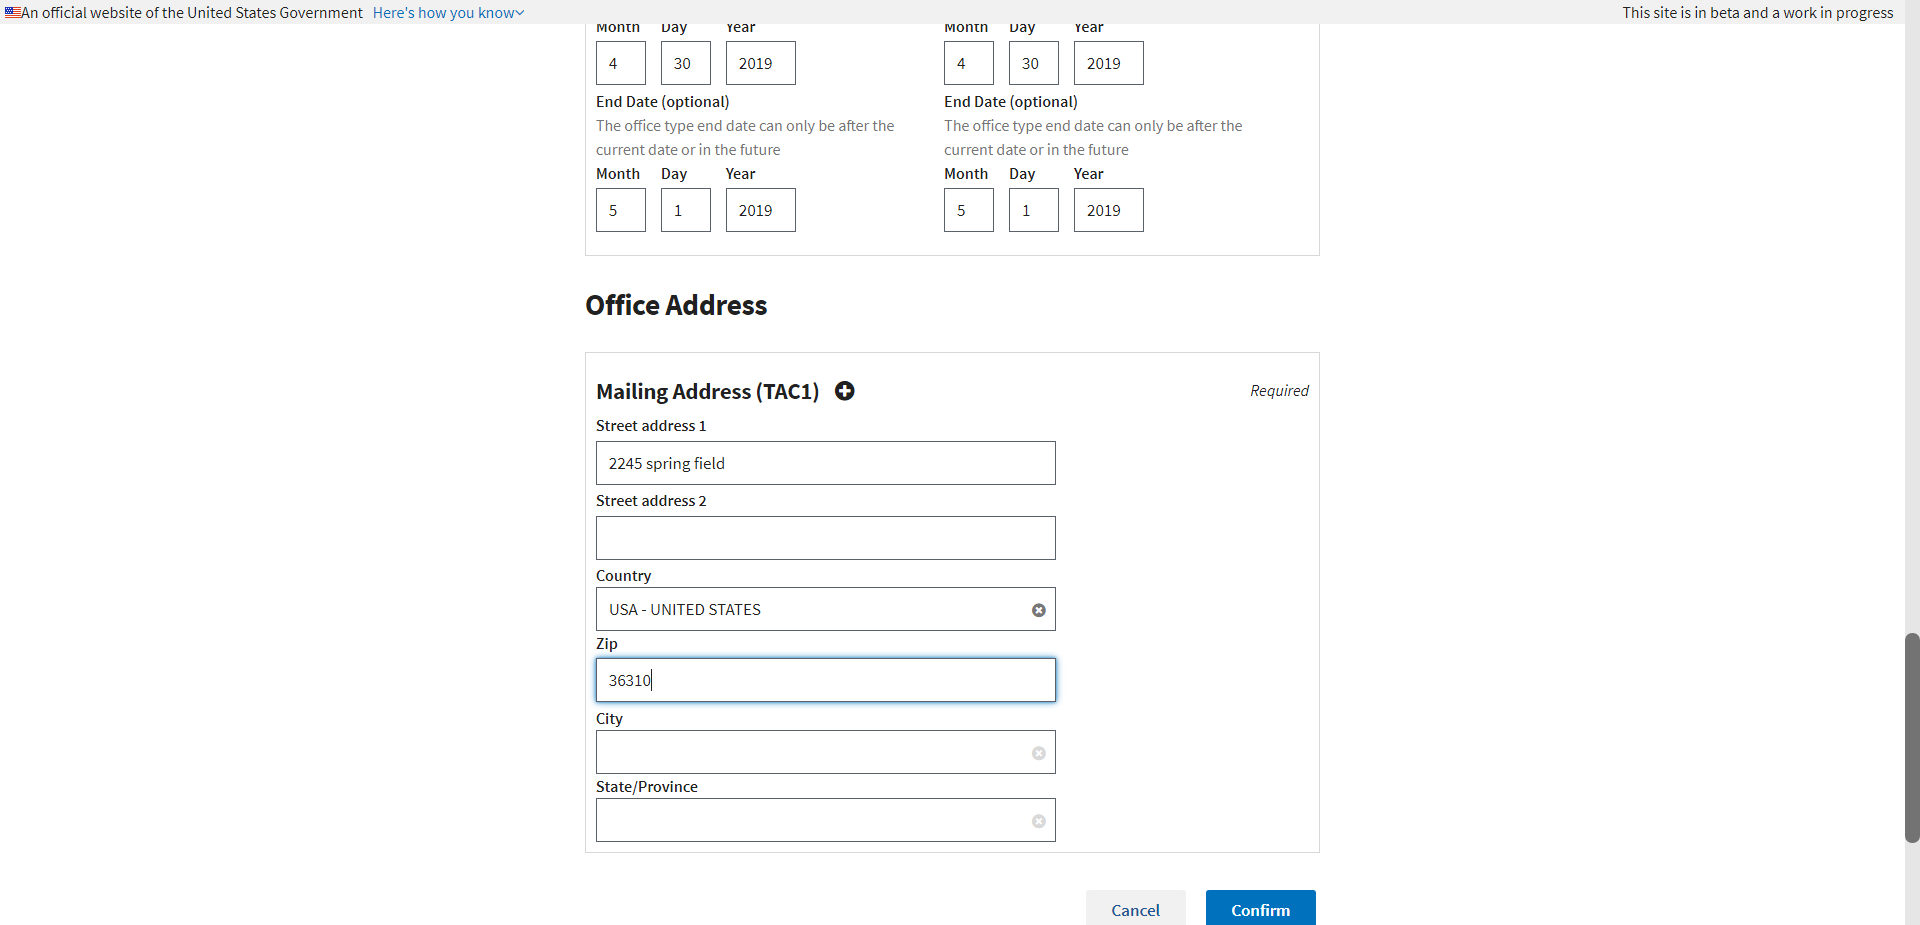 An official website of the United States Government Here's how you know
This site is in beta and a work in progress
Month Day Year
4 30 2019
End Date (optional)
The office type end date can only be after the
current date or in the future
Month Day Year
5 1 2019
Month Day Year
4 30 2019
End Date (optional)
The office type end date can only be after the
current date or in the future
Month Day Year
5 1 2019
Office Address
Mailing Address (TAC1)
Required
Street address 1
2245 spring field
Street address 2
Country
USA - UNITED STATES
Zip
36310
City
State/Province
Cancel
Confirm